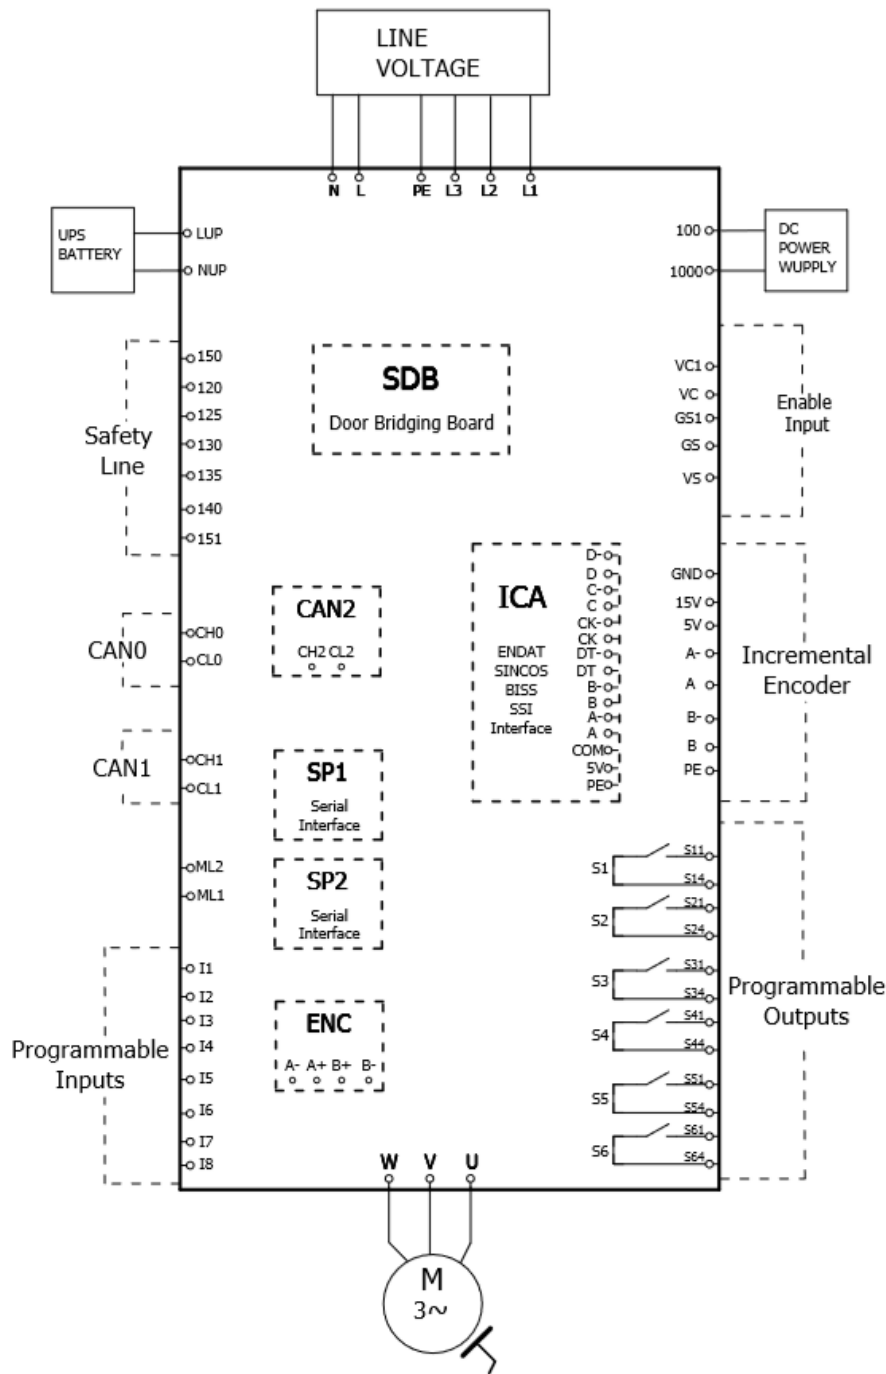 LINE
VOLTAGE
N L PE L3 L2 L1
UPS
BATTERY
LUP
NUP
100
1000
DC
POWER
WUPPLY
SDB
Door Bridging Board
150
120
125
130
135
140
151
Safety
Line
VC1
VC
GS1
GS
VS
Enable
Input
CAN2
CH2 CL2
CAN0
CH0
CL0
ICA
ENDAT
SINCOS
BISS
SSI
Interface
D-
D
C-
C
CK-
CK
DT-
DT
B-
B
A-
A
COM
5V
PE
GND
15V
5V
A-
A
B-
B
PE
Incremental
Encoder
CAN1
CH1
CL1
SP1
Serial
Interface
ML2
ML1
SP2
Serial
Interface
S1
S11
S14
S2
S21
S24
S3
S31
S34
S4
S41
S44
S5
S51
S54
S6
S61
S64
Programmable
Outputs
Programmable
Inputs
I1
I2
I3
I4
I5
I6
I7
I8
ENC
A- A+ B+ B-
W V U
M
3~